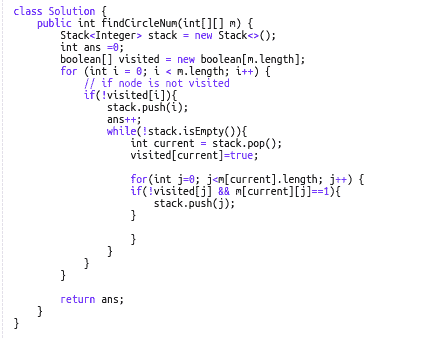 class Solution {
    public int findCircleNum(int[][] m) {
        Stack<Integer> stack = new Stack<>();
        int ans =0;
        boolean[] visited = new boolean[m.length];
        for (int i = 0; i < m.length; i++) {
            // if node is not visited
            if(!visited[i]){
                stack.push(i);
                ans++;
                while(!stack.isEmpty()){
                    int current = stack.pop();
                    visited[current]=true;

                    for(int j=0; j<m[current].length; j++) {
                    if(!visited[j] && m[current][j]==1){
                        stack.push(j);
                    }

                    }
                }
            }
        }

        return ans;
    }
}